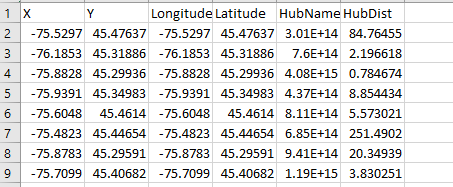 1 X Y Longitude Latitude HubName HubDist
2 -75.5297 45.47637 -75.5297 45.47637 3.01E+14 84.76455
3 -76.1853 45.31886 -76.1853 45.31886 7.6E+14 2.196618
4 -75.8828 45.29936 -75.8828 45.29936 4.08E+15 0.784674
5 -75.9391 45.34983 -75.9391 45.34983 4.37E+14 8.854434
6 -75.6048 45.4614 -75.6048 45.4614 8.11E+14 5.573021
7 -75.4823 45.44654 -75.4823 45.44654 6.85E+14 251.4902
8 -75.8783 45.29591 -75.8783 45.29591 9.41E+14 20.34939
9 -75.7099 45.40682 -75.7099 45.40682 1.19E+15 3.830251